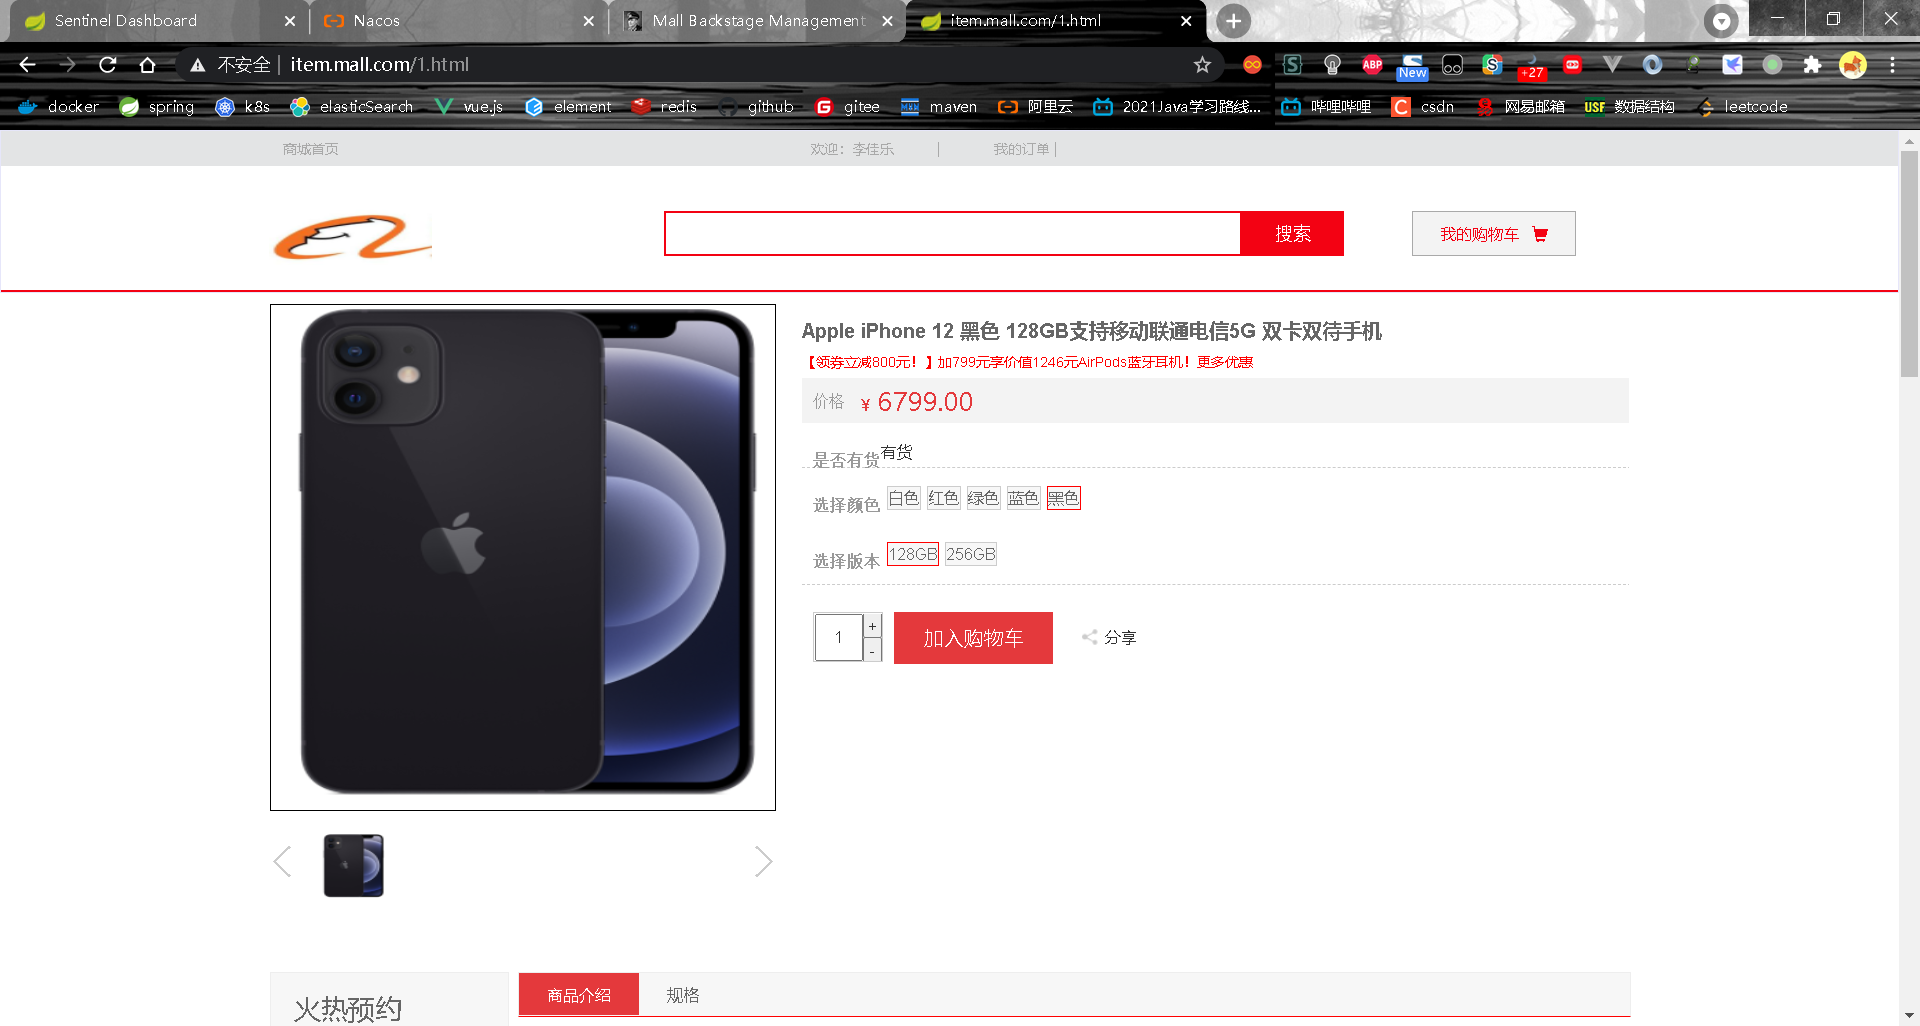 Sentinel Dashboard
Nacos
Mall Backstage Management
item.mall.com/1.html
不安全 | item.mall.com/1.html
ABP
New
+27
docker
spring
k8s
elasticSearch
vue.js
element
redis
github
gitee
maven
阿里云
2021Java学习路线...
哔哩哔哩
csdn
网易邮箱
USF 数据结构
leetcode
商城首页
欢迎：李佳乐 |
我的订单 |
搜索
我的购物车
Apple iPhone 12 黑色 128GB支持移动联通电信5G 双卡双待手机
【领券立减800元！】加799元享价值1246元AirPods蓝牙耳机！更多优惠
价格 ¥ 6799.00
是否有货 有货
选择颜色 白色 红色 绿色 蓝色 黑色
选择版本 128GB 256GB
1 + -
加入购物车
分享
火热预约
商品介绍
规格